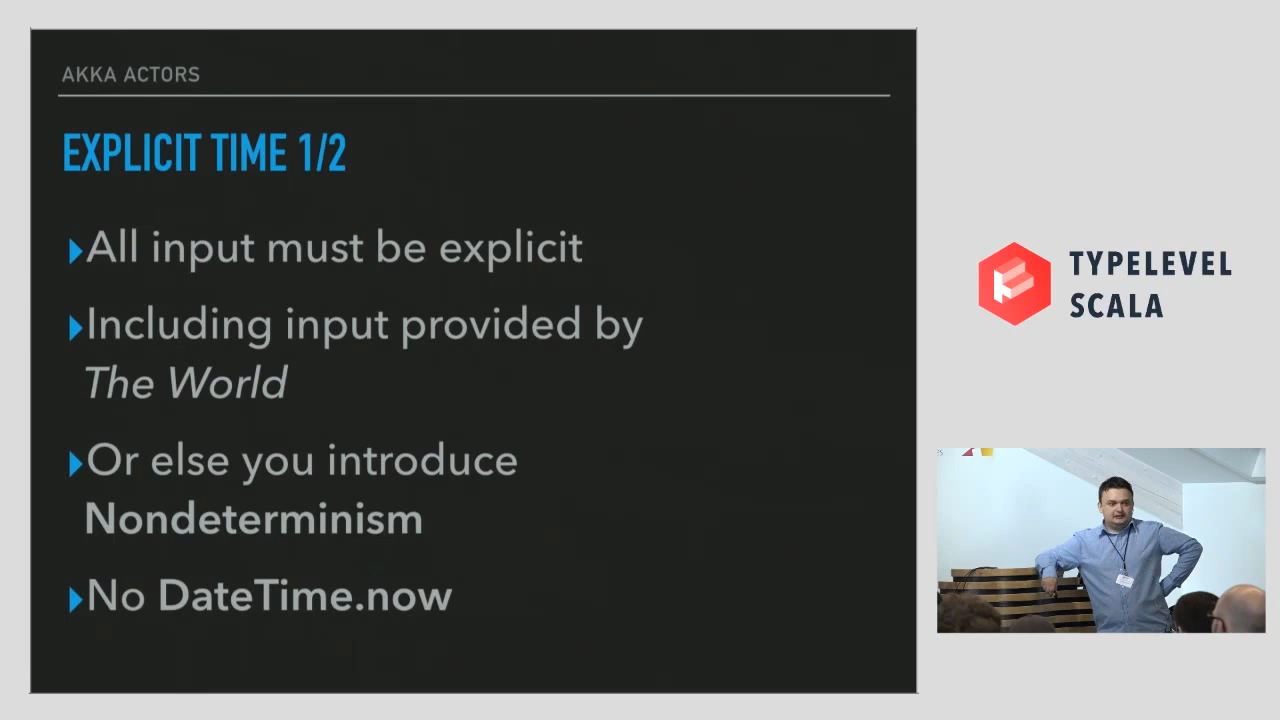 AKKA ACTORS
EXPLICIT TIME 1/2
All input must be explicit
Including input provided by
The World
Or else you introduce
Nondeterminism
No DateTime.now
TYPELEVEL
SCALA